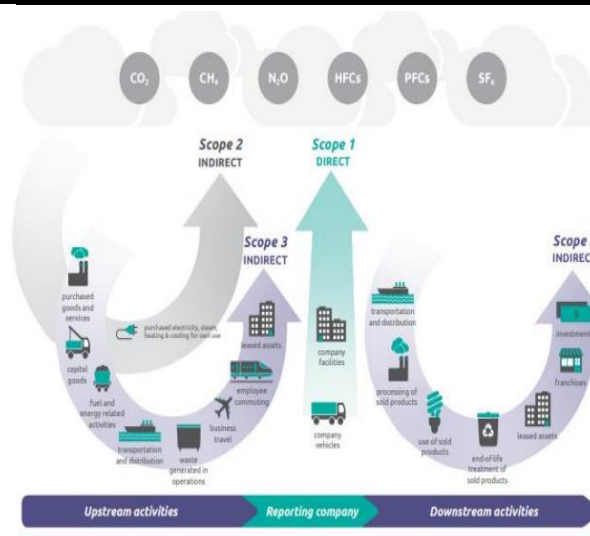 CO₂
CH₄
N₂O
HFCs
PFCs
SF₆
Scope 2
INDIRECT
Scope 1
DIRECT
Scope 3
INDIRECT
Scope
INDIREC
purchased
goods and
services
capital
goods
fuel and
energy related
activities
transportation
and distribution
waste
generated in
operations
business
travel
employee
commuting
leased assets
purchased electricity, steam,
heating & cooling for own use
company
facilities
company
vehicles
transportation
and distribution
processing of
sold products
use of sold
products
end-of-life
treatment of
sold products
leased assets
franchises
investment
Upstream activities
Reporting company
Downstream activities